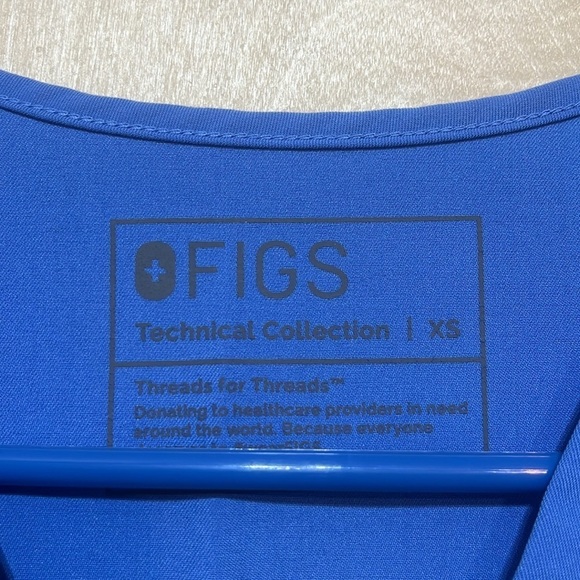 FIGS
Technical Collection | XS
Threads for Threads™
Donating to healthcare providers in need
around the world. Because everyone